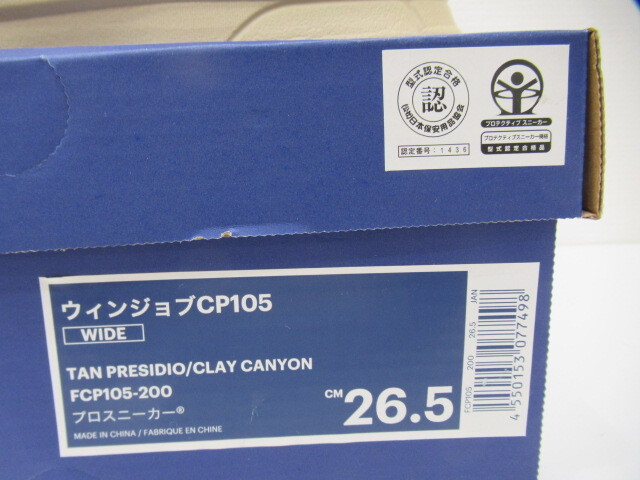 型式認定合格
認
(公社)日本保安用品協会
認定番号：1436
プロテクティブ スニーカー
プロテクティブスニーカー規格
型式認定合格品
ウィンジョブCP105
WIDE
TAN PRESIDIO/CLAY CANYON
FCP105-200
プロスニーカー®
MADE IN CHINA / FABRIQUE EN CHINE
CM 26.5
FCP105 200 26.5 JAN
4 550153 077498